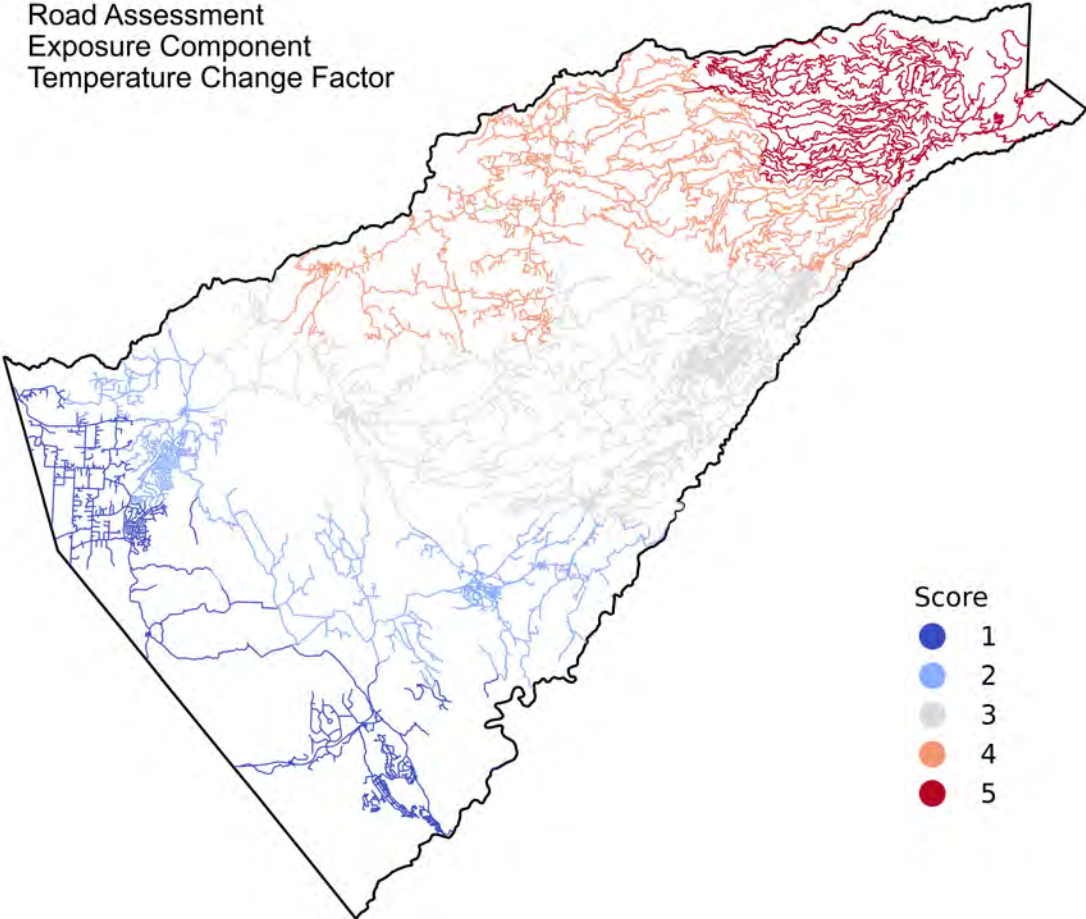 Road Assessment
Exposure Component
Temperature Change Factor
Score
1
2
3
4
5